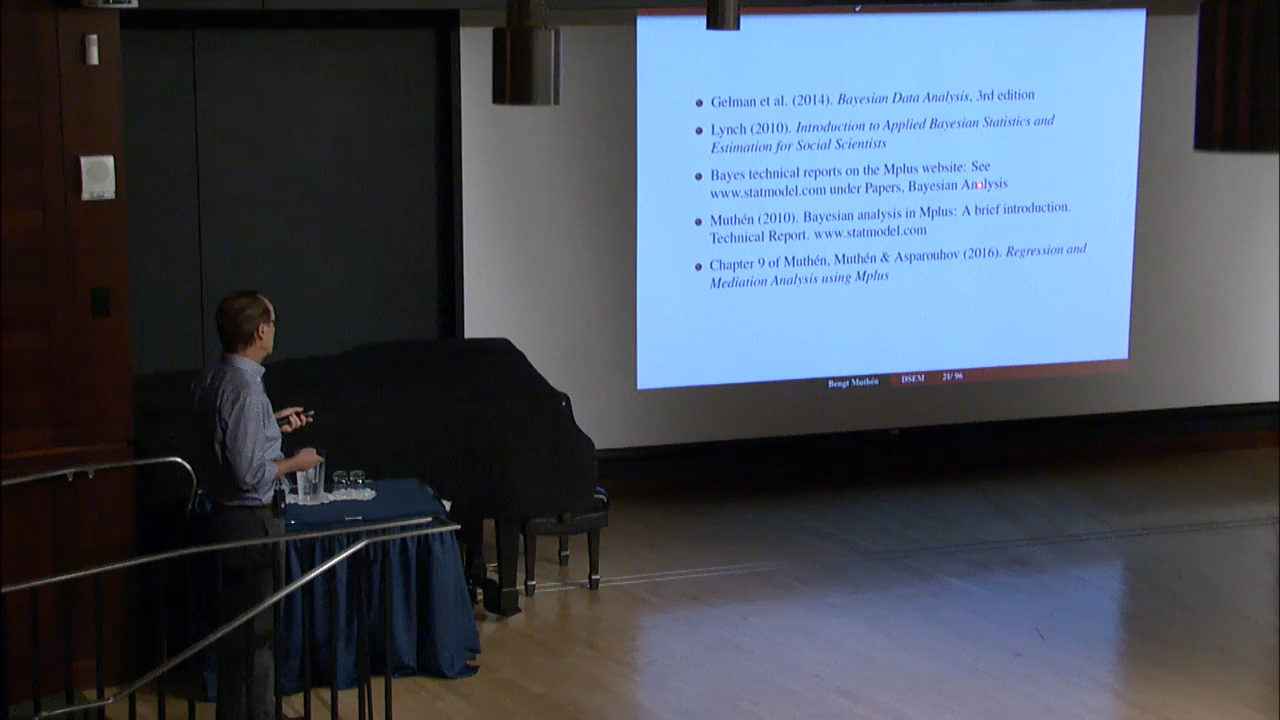 Gelman et al. (2014). Bayesian Data Analysis, 3rd edition
Lynch (2010). Introduction to Applied Bayesian Statistics and
Estimation for Social Scientists
Bayes technical reports on the Mplus website: See
www.statmodel.com under Papers, Bayesian Analysis
Muthén (2010). Bayesian analysis in Mplus: A brief introduction.
Technical Report. www.statmodel.com
Chapter 9 of Muthén, Muthén & Asparouhov (2016). Regression and
Mediation Analysis using Mplus
Bengt Muthén DSEM 21/ 96